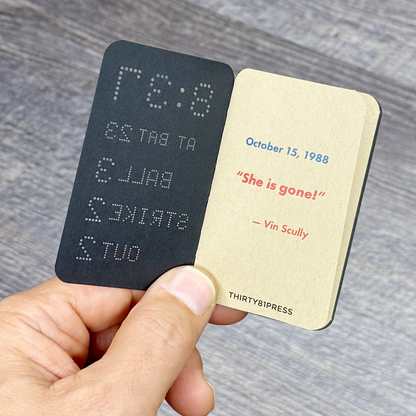 8:37
AT BAT 23
BALL 3
STRIKE 2
OUT 2
October 15, 1988
“She is gone!”
— Vin Scully
THIRTY81PRESS